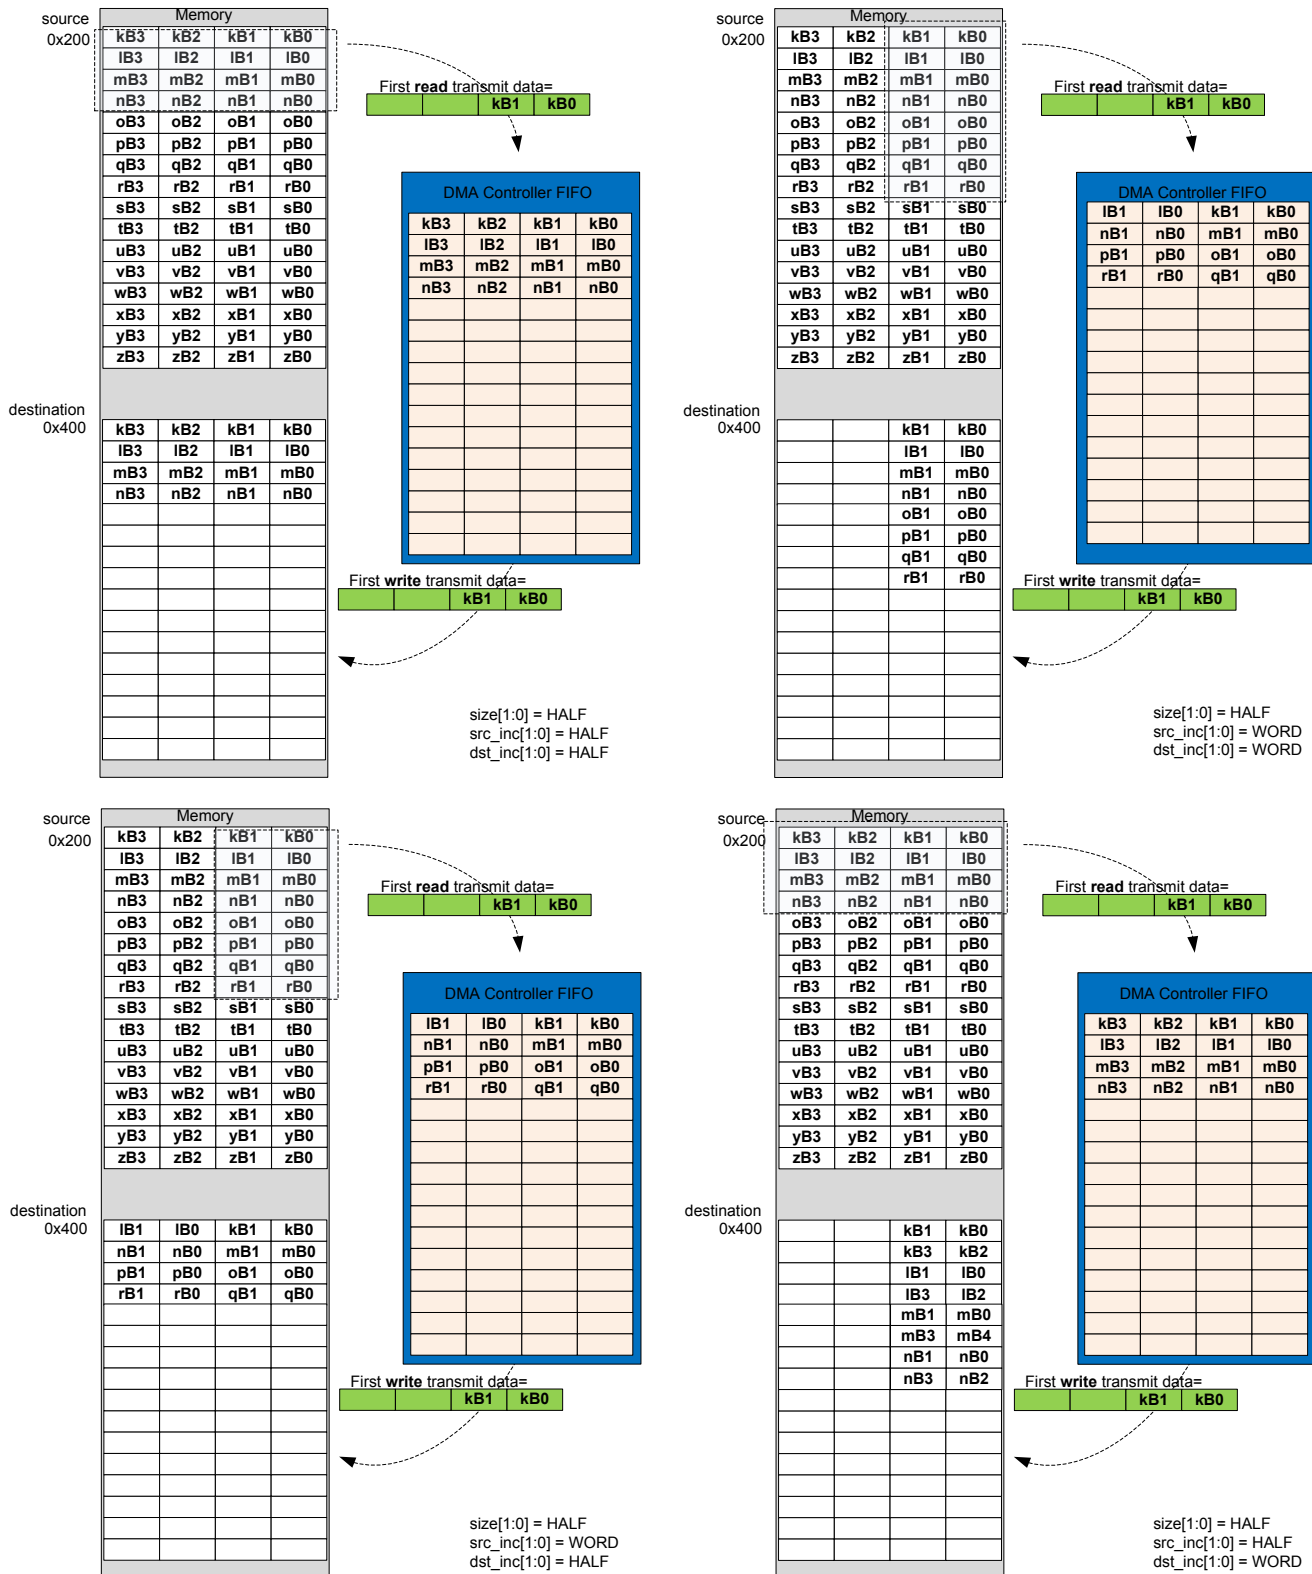 Memory
source
0x200
kB3 kB2 kB1 kB0
lB3 lB2 lB1 lB0
mB3 mB2 mB1 mB0
nB3 nB2 nB1 nB0
oB3 oB2 oB1 oB0
pB3 pB2 pB1 pB0
qB3 qB2 qB1 qB0
rB3 rB2 rB1 rB0
sB3 sB2 sB1 sB0
tB3 tB2 tB1 tB0
uB3 uB2 uB1 uB0
vB3 vB2 vB1 vB0
wB3 wB2 wB1 wB0
xB3 xB2 xB1 xB0
yB3 yB2 yB1 yB0
zB3 zB2 zB1 zB0
destination
0x400
kB3 kB2 kB1 kB0
lB3 lB2 lB1 lB0
mB3 mB2 mB1 mB0
nB3 nB2 nB1 nB0
First read transmit data=
kB1 kB0
DMA Controller FIFO
kB3 kB2 kB1 kB0
lB3 lB2 lB1 lB0
mB3 mB2 mB1 mB0
nB3 nB2 nB1 nB0
First write transmit data=
kB1 kB0
size[1:0] = HALF
src_inc[1:0] = HALF
dst_inc[1:0] = HALF
Memory
source
0x200
kB3 kB2 kB1 kB0
lB3 lB2 lB1 lB0
mB3 mB2 mB1 mB0
nB3 nB2 nB1 nB0
oB3 oB2 oB1 oB0
pB3 pB2 pB1 pB0
qB3 qB2 qB1 qB0
rB3 rB2 rB1 rB0
sB3 sB2 sB1 sB0
tB3 tB2 tB1 tB0
uB3 uB2 uB1 uB0
vB3 vB2 vB1 vB0
wB3 wB2 wB1 wB0
xB3 xB2 xB1 xB0
yB3 yB2 yB1 yB0
zB3 zB2 zB1 zB0
destination
0x400
kB1 kB0
lB1 lB0
mB1 mB0
nB1 nB0
oB1 oB0
pB1 pB0
qB1 qB0
rB1 rB0
First read transmit data=
kB1 kB0
DMA Controller FIFO
lB1 lB0 kB1 kB0
nB1 nB0 mB1 mB0
pB1 pB0 oB1 oB0
rB1 rB0 qB1 qB0
First write transmit data=
kB1 kB0
size[1:0] = HALF
src_inc[1:0] = WORD
dst_inc[1:0] = WORD
Memory
source
0x200
kB3 kB2 kB1 kB0
lB3 lB2 lB1 lB0
mB3 mB2 mB1 mB0
nB3 nB2 nB1 nB0
oB3 oB2 oB1 oB0
pB3 pB2 pB1 pB0
qB3 qB2 qB1 qB0
rB3 rB2 rB1 rB0
sB3 sB2 sB1 sB0
tB3 tB2 tB1 tB0
uB3 uB2 uB1 uB0
vB3 vB2 vB1 vB0
wB3 wB2 wB1 wB0
xB3 xB2 xB1 xB0
yB3 yB2 yB1 yB0
zB3 zB2 zB1 zB0
destination
0x400
lB1 lB0 kB1 kB0
nB1 nB0 mB1 mB0
pB1 pB0 oB1 oB0
rB1 rB0 qB1 qB0
First read transmit data=
kB1 kB0
DMA Controller FIFO
lB1 lB0 kB1 kB0
nB1 nB0 mB1 mB0
pB1 pB0 oB1 oB0
rB1 rB0 qB1 qB0
First write transmit data=
kB1 kB0
size[1:0] = HALF
src_inc[1:0] = WORD
dst_inc[1:0] = HALF
Memory
source
0x200
kB3 kB2 kB1 kB0
lB3 lB2 lB1 lB0
mB3 mB2 mB1 mB0
nB3 nB2 nB1 nB0
oB3 oB2 oB1 oB0
pB3 pB2 pB1 pB0
qB3 qB2 qB1 qB0
rB3 rB2 rB1 rB0
sB3 sB2 sB1 sB0
tB3 tB2 tB1 tB0
uB3 uB2 uB1 uB0
vB3 vB2 vB1 vB0
wB3 wB2 wB1 wB0
xB3 xB2 xB1 xB0
yB3 yB2 yB1 yB0
zB3 zB2 zB1 zB0
destination
0x400
kB1 kB0
kB3 kB2
lB1 lB0
lB3 lB2
mB1 mB0
mB3 mB4
nB1 nB0
nB3 nB2
First read transmit data=
kB1 kB0
DMA Controller FIFO
kB3 kB2 kB1 kB0
lB3 lB2 lB1 lB0
mB3 mB2 mB1 mB0
nB3 nB2 nB1 nB0
First write transmit data=
kB1 kB0
size[1:0] = HALF
src_inc[1:0] = HALF
dst_inc[1:0] = WORD